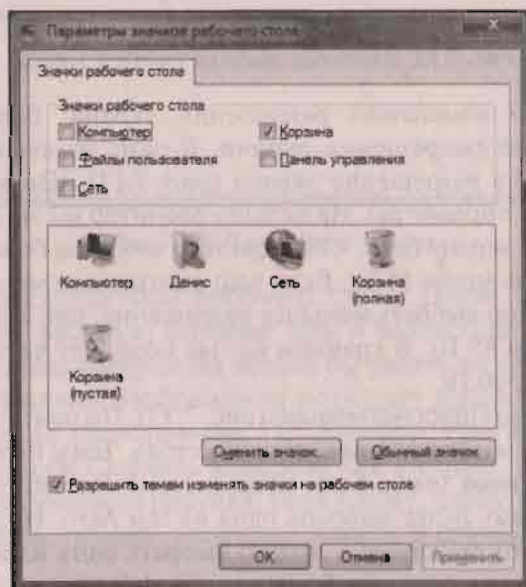 Параметры значков рабочего стола
Значки рабочего стола
Значки рабочего стола
Компьютер
Корзина
Файлы пользователя
Панель управления
Сеть
Компьютер
Денис
Сеть
Корзина
(полная)
Корзина
(пустая)
Сменить значок...
Обычный значок
Разрешить темам изменять значки на рабочем столе
ОК
Отмена
Применить